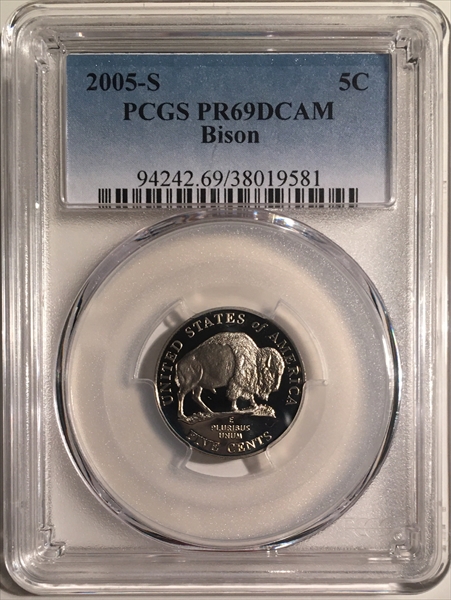 2005-S 5C
PCGS PR69DCAM
Bison
94242.69/38019581
UNITED STATES of AMERICA
E
PLURIBUS
UNUM
FIVE CENTS